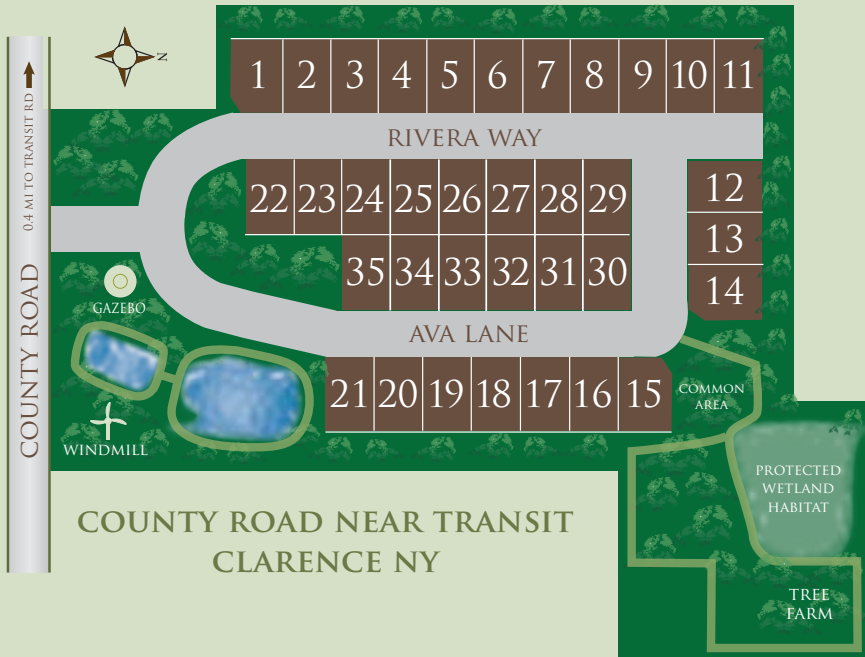 N
0.4 MI TO TRANSIT RD
COUNTY ROAD
1 2 3 4 5 6 7 8 9 10 11
RIVERA WAY
22 23 24 25 26 27 28 29
12
13
14
35 34 33 32 31 30
GAZEBO
AVA LANE
21 20 19 18 17 16 15
COMMON
AREA
WINDMILL
PROTECTED
WETLAND
HABITAT
COUNTY ROAD NEAR TRANSIT
CLARENCE NY
TREE
FARM